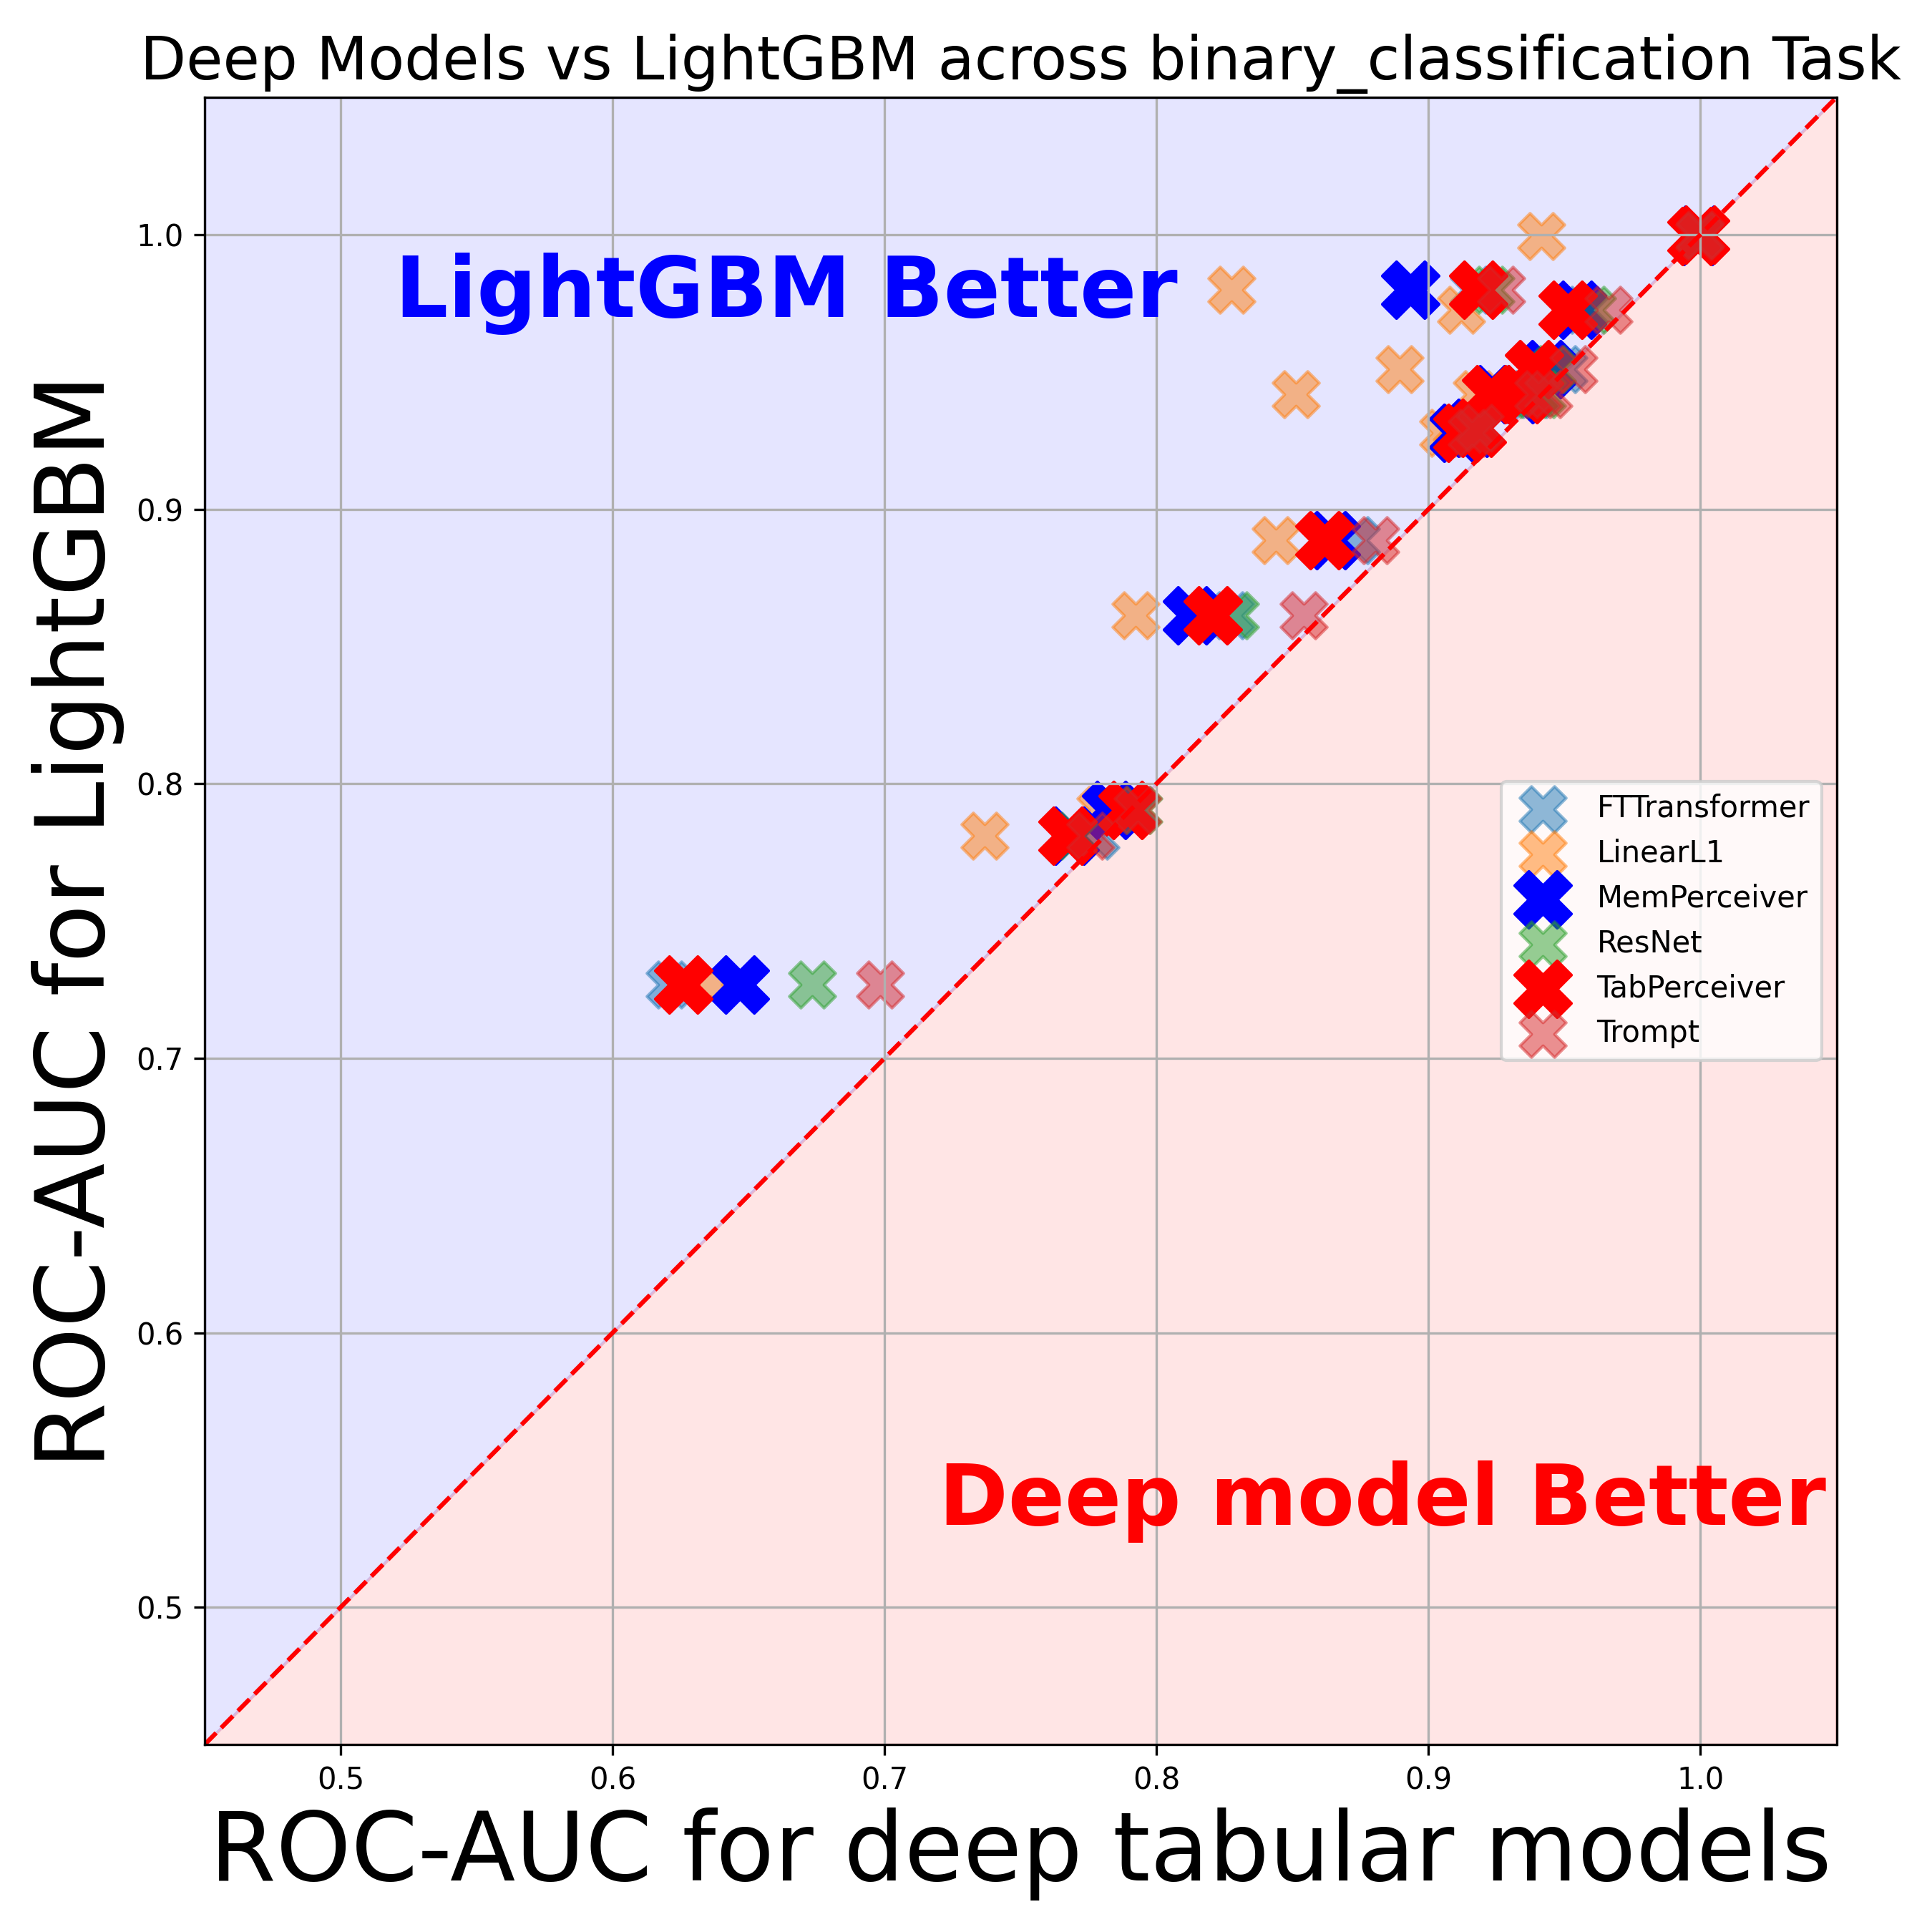 Deep Models vs LightGBM across binary_classification Task
ROC-AUC for LightGBM
1.0
0.9
0.8
0.7
0.6
0.5
LightGBM Better
FTTransformer
LinearL1
MemPerceiver
ResNet
TabPerceiver
Trompt
Deep model Better
0.5 0.6 0.7 0.8 0.9 1.0
ROC-AUC for deep tabular models